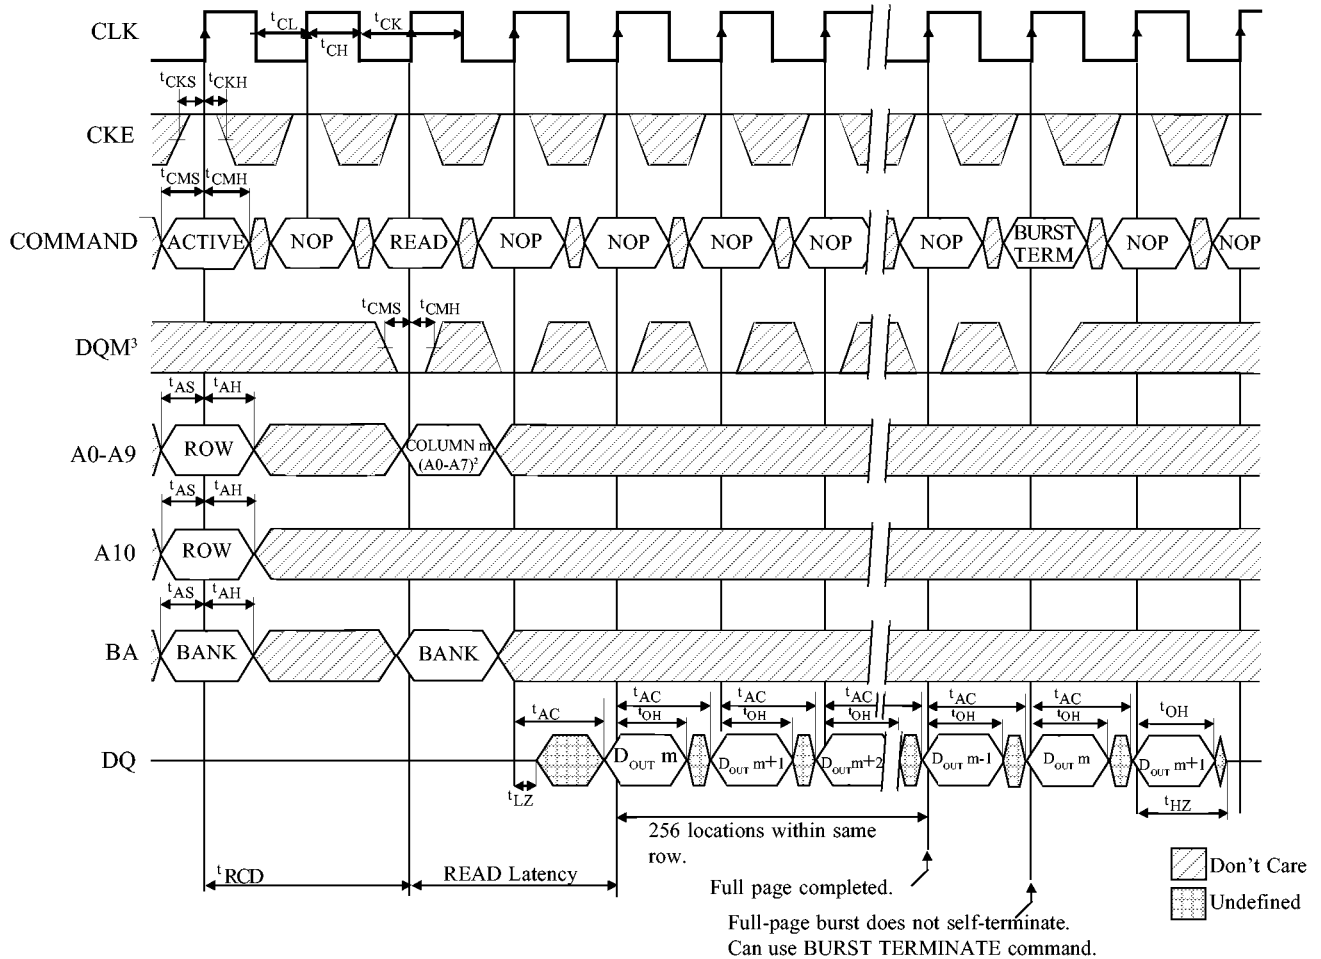 CLK
tCL
tCH
tCK
tCKS
tCKH
CKE
tCMS
tCMH
COMMAND
ACTIVE
NOP
READ
NOP
NOP
NOP
NOP
NOP
BURST
TERM
NOP
NOP
tCMS
tCMH
DQM³
tAS
tAH
A0-A9
ROW
COLUMN m
(A0-A7)²
tAS
tAH
A10
ROW
tAS
tAH
BA
BANK
BANK
tAC
tAC
tAC
tAC
tAC
tAC
tOH
tOH
tOH
tOH
tOH
tOH
DQ
DOUT m
DOUT m+1
DOUT m+2
DOUT m-1
DOUT m
DOUT m+1
tLZ
tHZ
256 locations within same
row.
tRCD
READ Latency
Full page completed.
Don't Care
Undefined
Full-page burst does not self-terminate.
Can use BURST TERMINATE command.